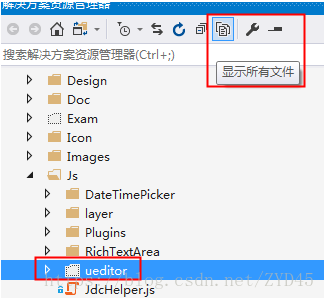 解决方案资源管理器
搜索解决方案资源管理器(Ctrl+;)
显示所有文件
Design
Doc
Exam
Icon
Images
Js
DateTimePicker
layer
Plugins
RichTextArea
ueditor
JdcHelper.js
https://blog.csdn.net/ZYD45